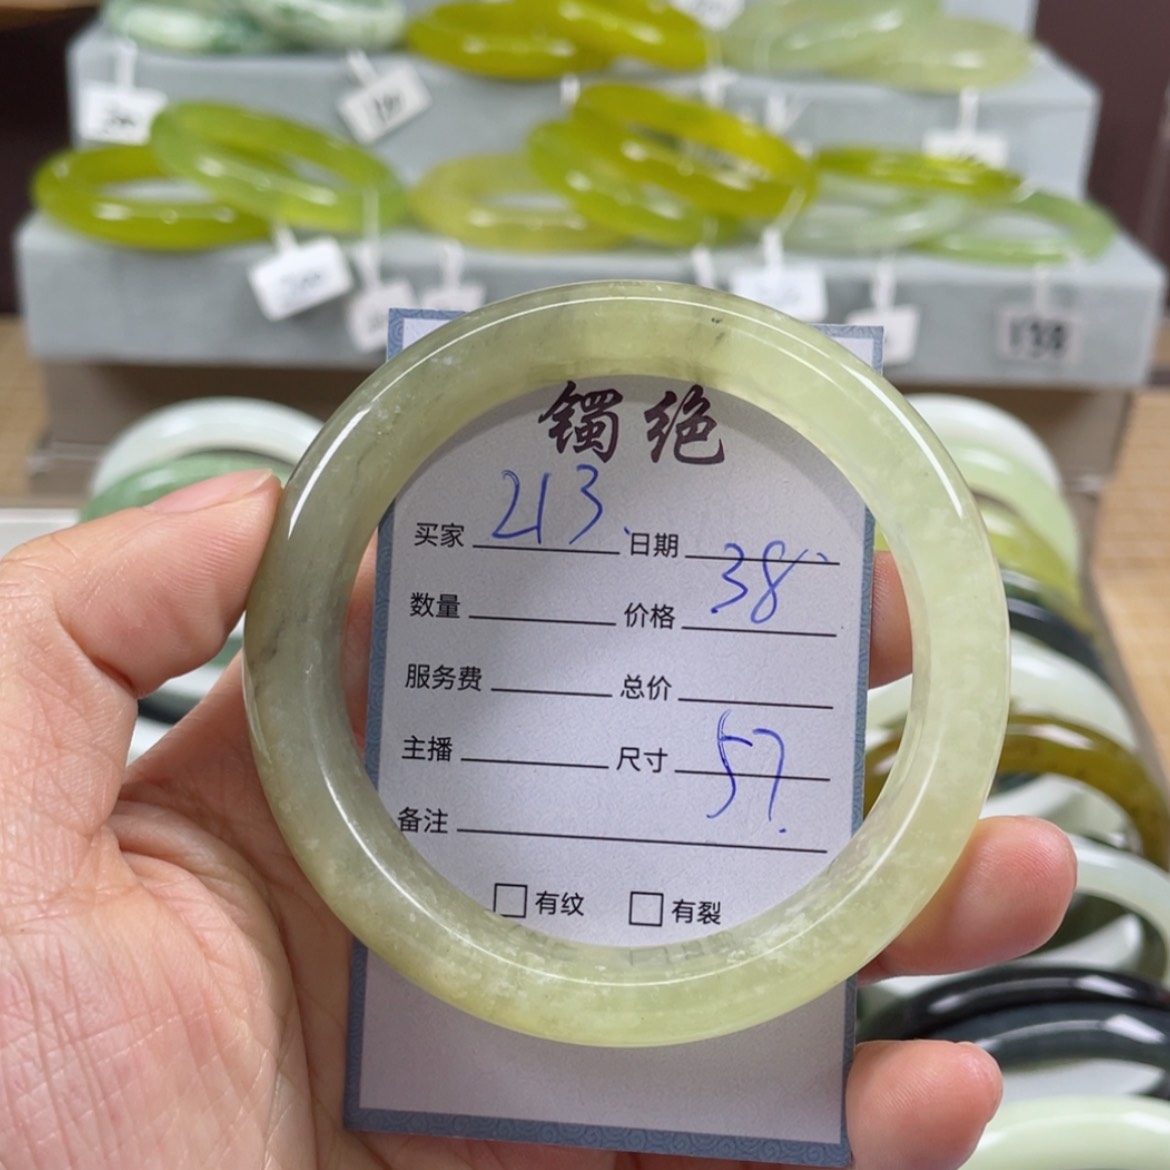 镯绝
买家 213. 日期
数量 价格 38
服务费 总价
主播 尺寸 57.
备注
有纹 有裂
198